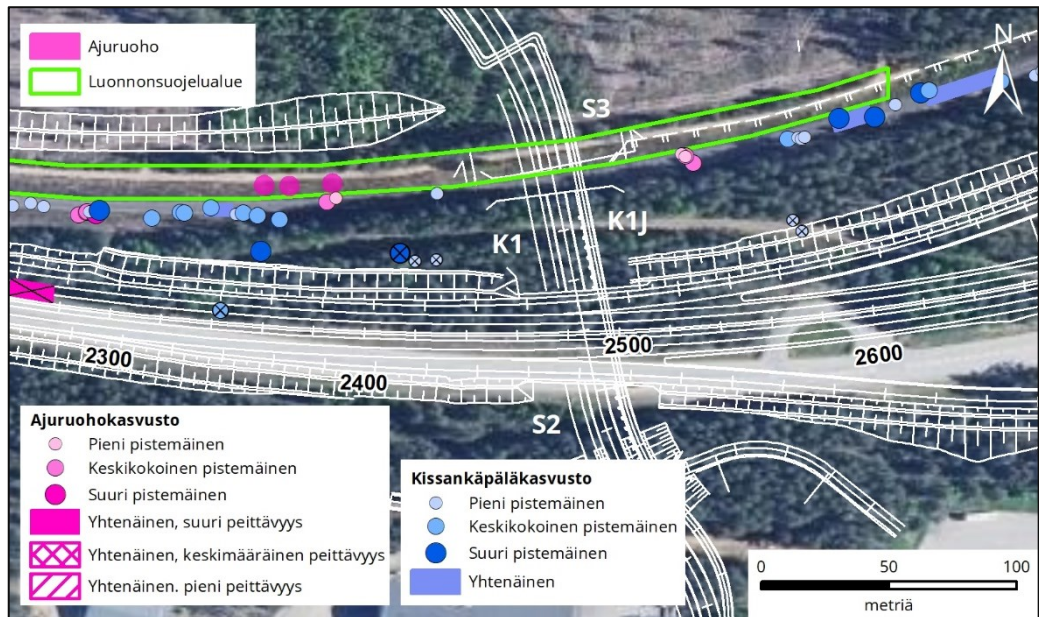 Ajuruoho
Luonnonsuojelualue
N
S3
K1J
K1
2300
2400
2500
2600
S2
Ajuruohokasvusto
Pieni pistemäinen
Keskikokoinen pistemäinen
Suuri pistemäinen
Yhtenäinen, suuri peittävyys
Yhtenäinen, keskimääräinen peittävyys
Yhtenäinen. pieni peittävyys
Kissankäpäläkasvusto
Pieni pistemäinen
Keskikokoinen pistemäinen
Suuri pistemäinen
Yhtenäinen
0 50 100
metriä